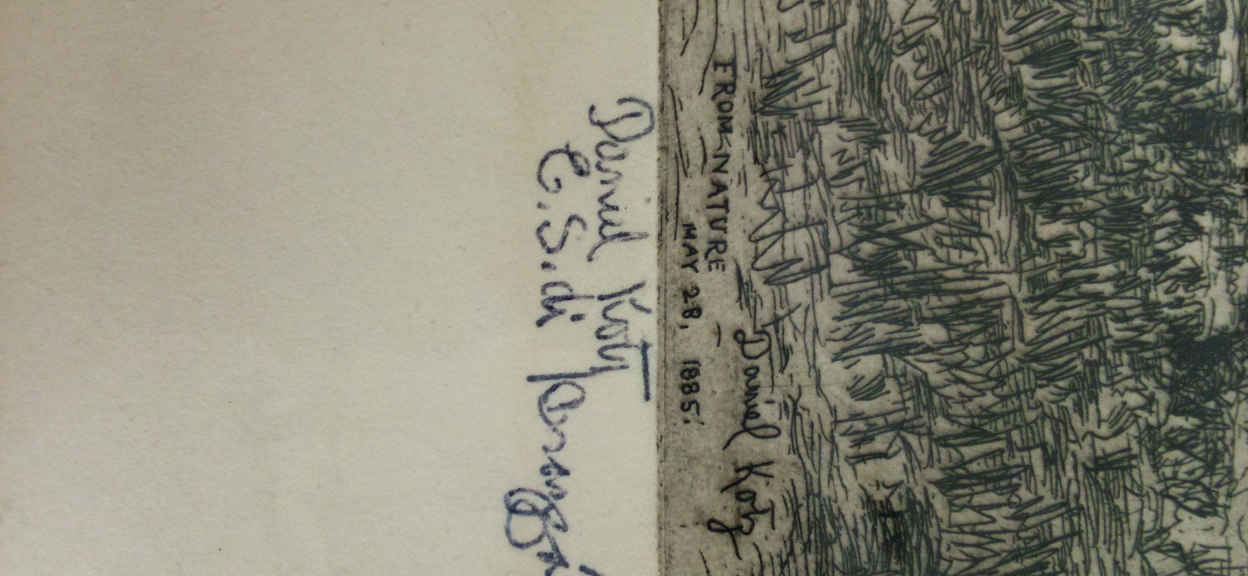 Daniel Kotz
FROM NATURE
MAY 28, 1885.
Daniel Kotz
E. S. di